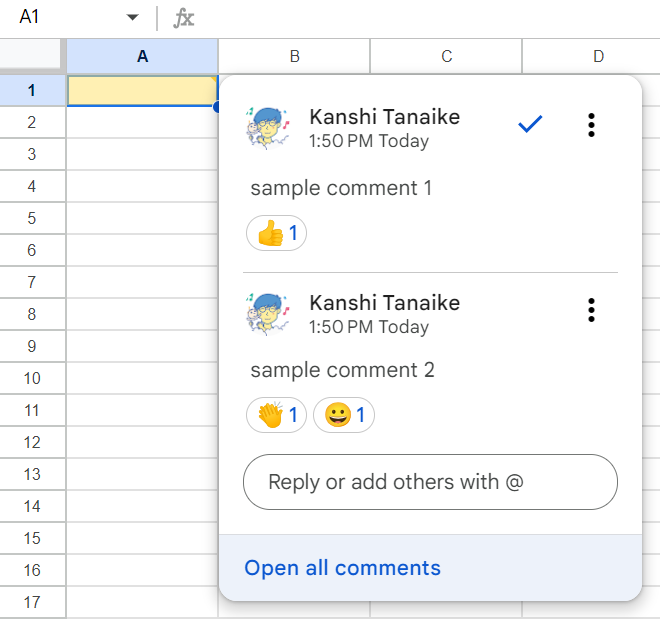 A1
fx
A B C D
1
2
3
4
5
6
7
8
9
10
11
12
13
14
15
16
17
Kanshi Tanaike
1:50 PM Today
sample comment 1
👍 1
Kanshi Tanaike
1:50 PM Today
sample comment 2
👏 1 😀 1
Reply or add others with @
Open all comments